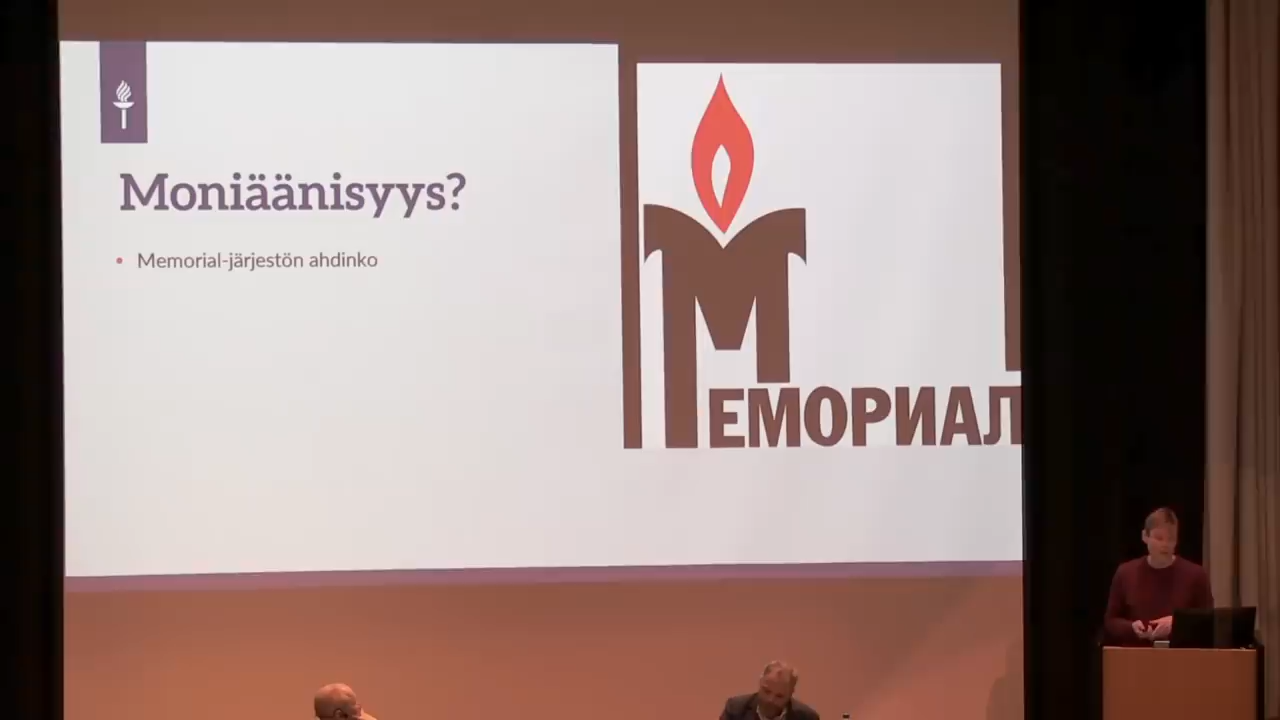 Moniäänisyys?
Memorial-järjestön ahdinko
МЕМОРИАЛ